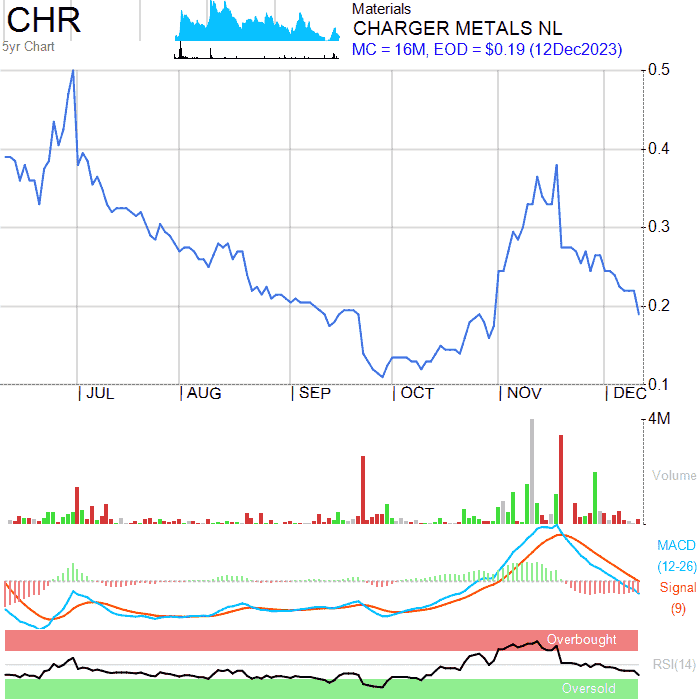 CHR
5yr Chart
Materials
CHARGER METALS NL
MC = 16M, EOD = $0.19 (12Dec2023)
0.5
0.4
0.3
0.2
0.1
JUL AUG SEP OCT NOV DEC
4M
Volume
MACD
(12-26)
Signal
(9)
Overbought
RSI(14)
Oversold